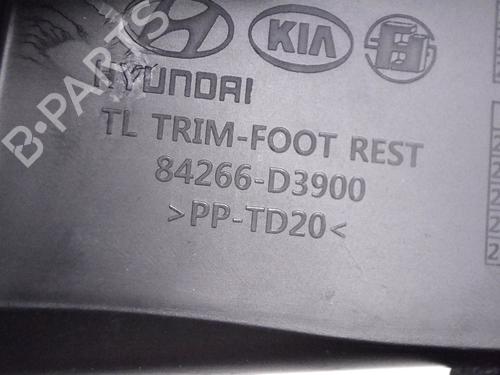 KIA
HYUNDAI
TL TRIM-FOOT REST
84266-D3900
>PP-TD20<
B-PARTS